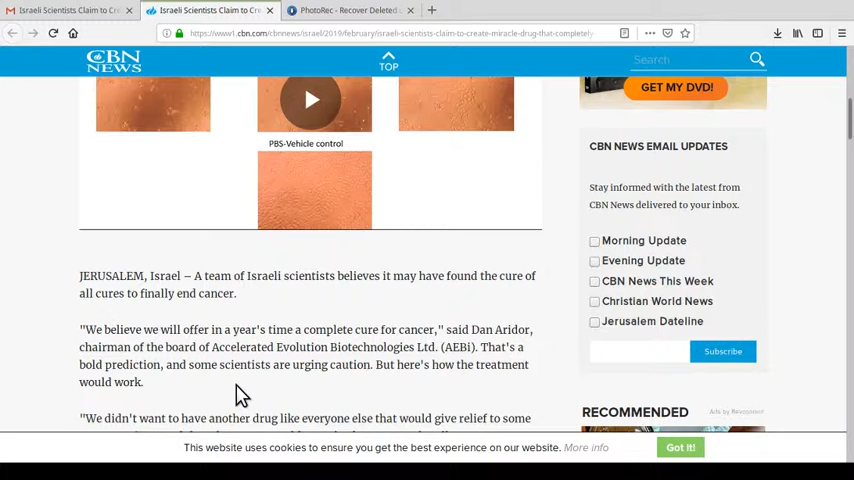 Israeli Scientists Claim to Cre
Israeli Scientists Claim to Cre
PhotoRec - Recover Deleted
https://www1.cbn.com/cbnnews/israel/2019/february/israeli-scientists-claim-to-create-miracle-drug-that-completely
CBN
NEWS
TOP
Search
GET MY DVD!
PBS-Vehicle control
CBN NEWS EMAIL UPDATES
Stay informed with the latest from
CBN News delivered to your inbox.
Morning Update
Evening Update
CBN News This Week
Christian World News
Jerusalem Dateline
Subscribe
JERUSALEM, Israel – A team of Israeli scientists believes it may have found the cure of
all cures to finally end cancer.
"We believe we will offer in a year's time a complete cure for cancer," said Dan Aridor,
chairman of the board of Accelerated Evolution Biotechnologies Ltd. (AEBi). That's a
bold prediction, and some scientists are urging caution. But here's how the treatment
would work.
"We didn't want to have another drug like everyone else that would give relief to some
RECOMMENDED
Ads by Revcontent
This website uses cookies to ensure you get the best experience on our website. More info
Got it!